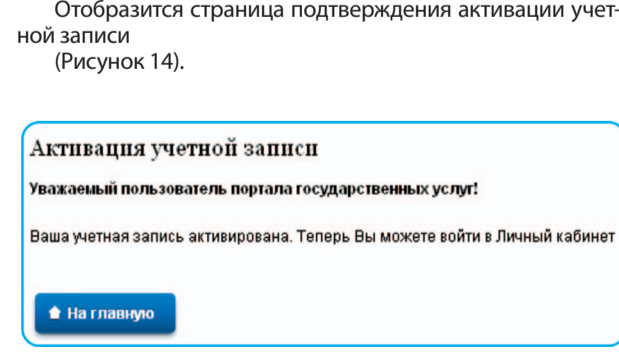 Отобразится страница подтверждения активации учет-
ной записи
(Рисунок 14).
Активация учетной записи
Уважаемый пользователь портала государственных услуг!
Ваша учетная запись активирована. Теперь Вы можете войти в Личный кабинет
На главную